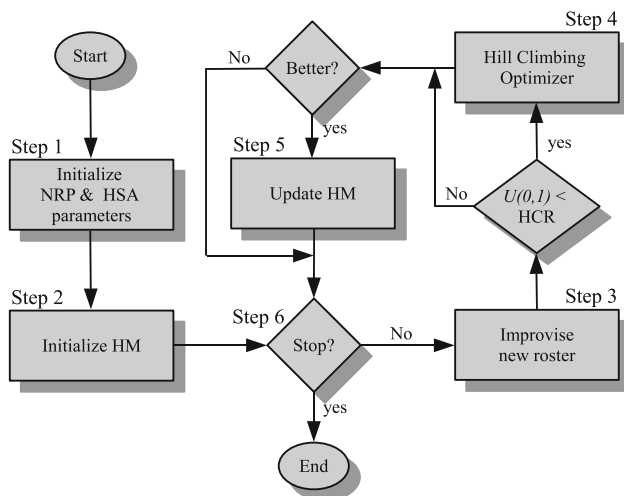 Start
Step 1
Initialize
NRP & HSA
parameters
Step 2
Initialize HM
Step 6
Stop?
No
yes
End
Step 3
Improvise
new roster
U(0,1) <
HCR
No
yes
Step 4
Hill Climbing
Optimizer
Better?
No
yes
Step 5
Update HM